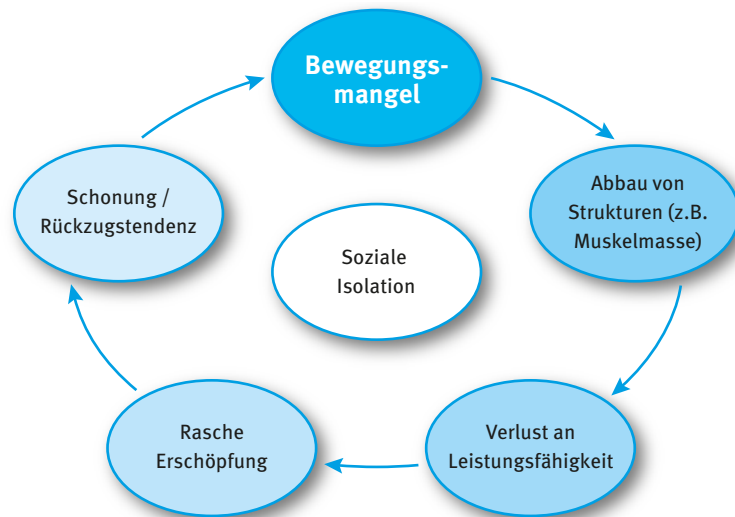 Bewegungs-
mangel
Abbau von
Strukturen (z.B.
Muskelmasse)
Verlust an
Leistungsfähigkeit
Rasche
Erschöpfung
Schonung /
Rückzugstendenz
Soziale
Isolation